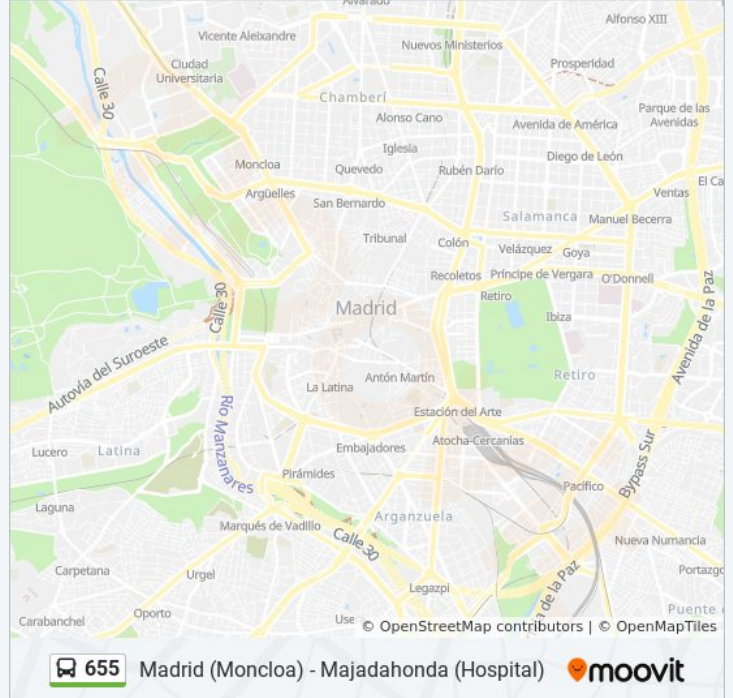 Alvarado
Alfonso XIII
Vicente Aleixandre
Nuevos Ministerios
Ciudad
Universitaria
Prosperidad
Calle 30
Chamberí
Parque de las
Avenidas
Alonso Cano
Avenida de América
Iglesia
Diego de León
Moncloa
Quevedo
Rubén Darío
El Ca
Argüelles
Ventas
San Bernardo
Salamanca
Manuel Becerra
Tribunal
Colón
Velázquez
Goya
Recoletos
Príncipe de Vergara
O'Donnell
Calle 30
Retiro
Madrid
Ibiza
Avenida de la Paz
Autovía del Suroeste
La Latina
Antón Martín
Retiro
Estación del Arte
Río Manzanares
Atocha-Cercanías
Lucero
Latina
Embajadores
Bypass Sur
Pirámides
Pacífico
Laguna
Marqués de Vadillo
Arganzuela
Calle 30
Nueva Numancia
Carpetana
Urgel
Portazgo
Legazpi
a de la Paz
Oporto
Puente
Carabanchel
Use
© OpenStreetMap contributors | © OpenMapTiles
655 Madrid (Moncloa) - Majadahonda (Hospital) moovit